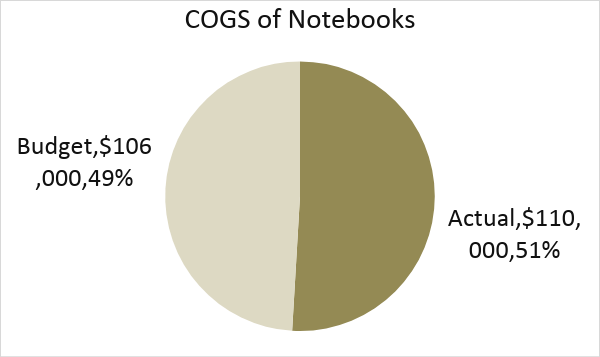 COGS of Notebooks
Budget,$106
,000,49%
Actual,$110,
000,51%